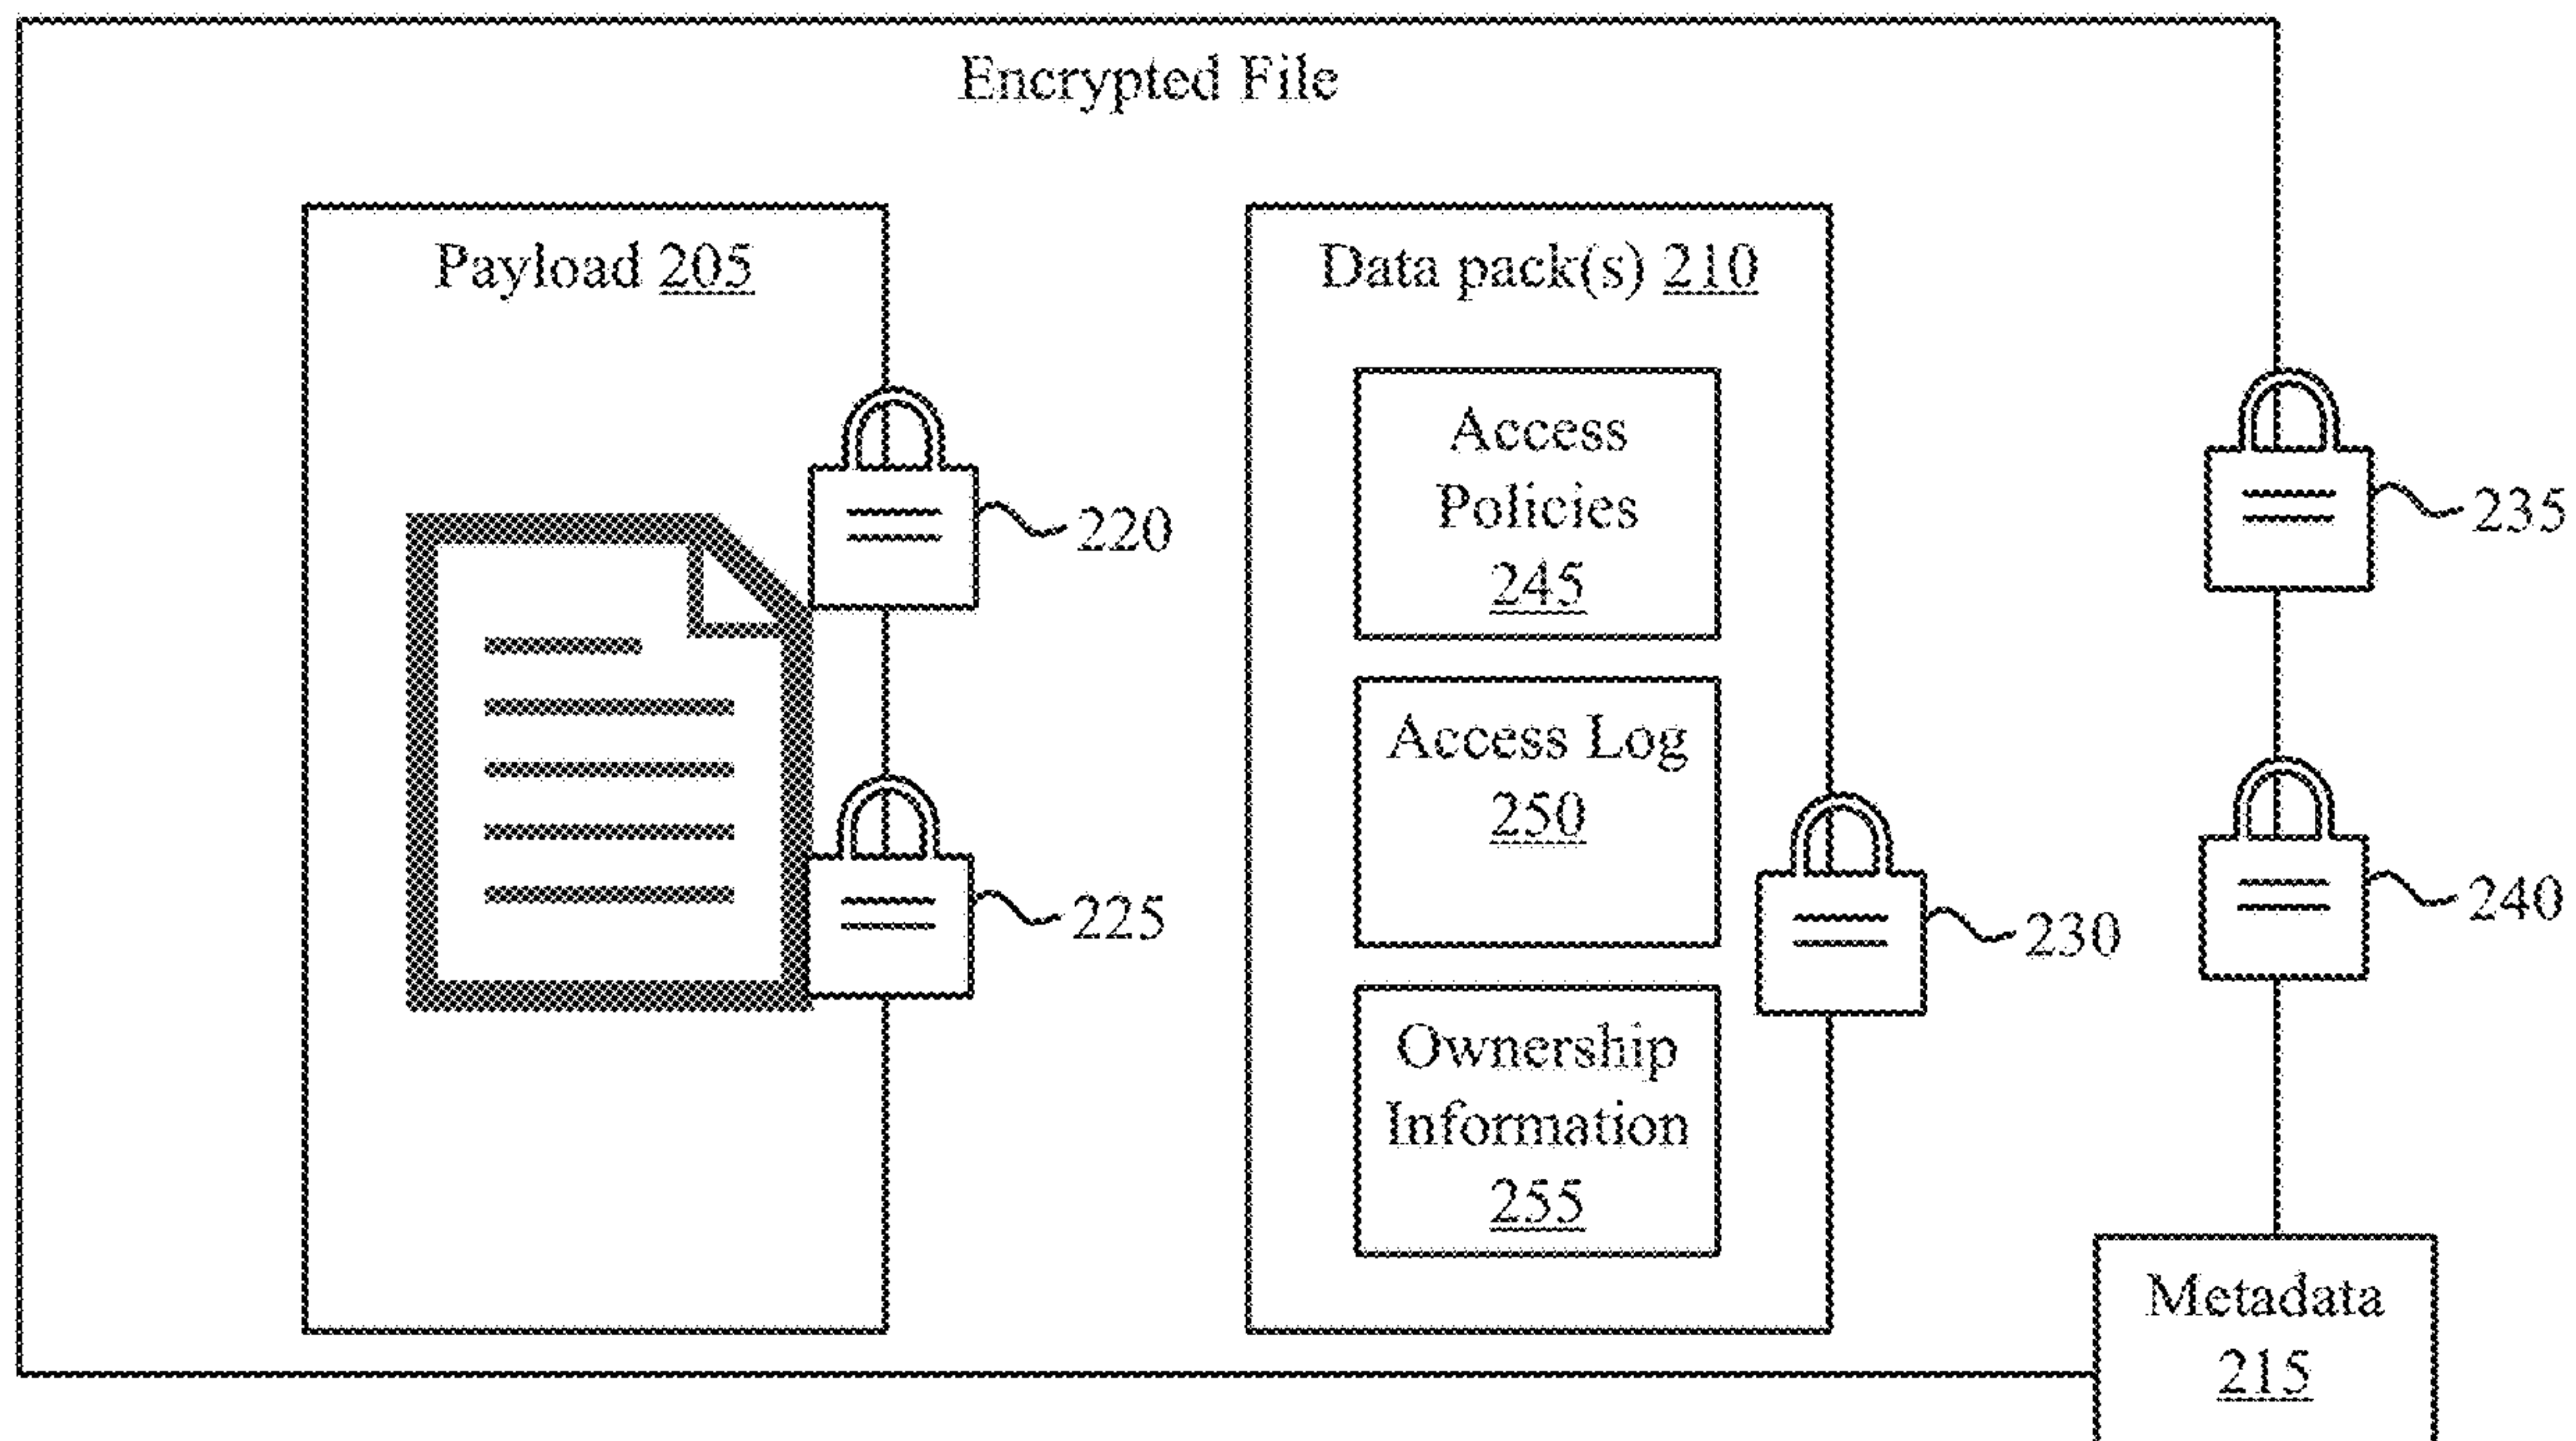 Encrypted File
Payload 205
Data pack(s) 210
Access
Policies
245
Access Log
250
Ownership
Information
255
220
225
230
235
240
Metadata
215